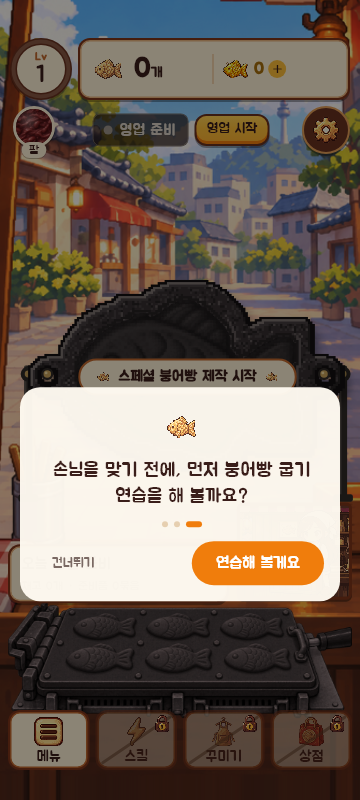 Lv
1
0개
0
+
팥
영업 준비
영업 시작
스페셜 붕어빵 제작 시작
손님을 맞기 전에, 먼저 붕어빵 굽기
연습을 해 볼까요?
건너뛰기
연습해 볼게요
메뉴
스킬
꾸미기
상점